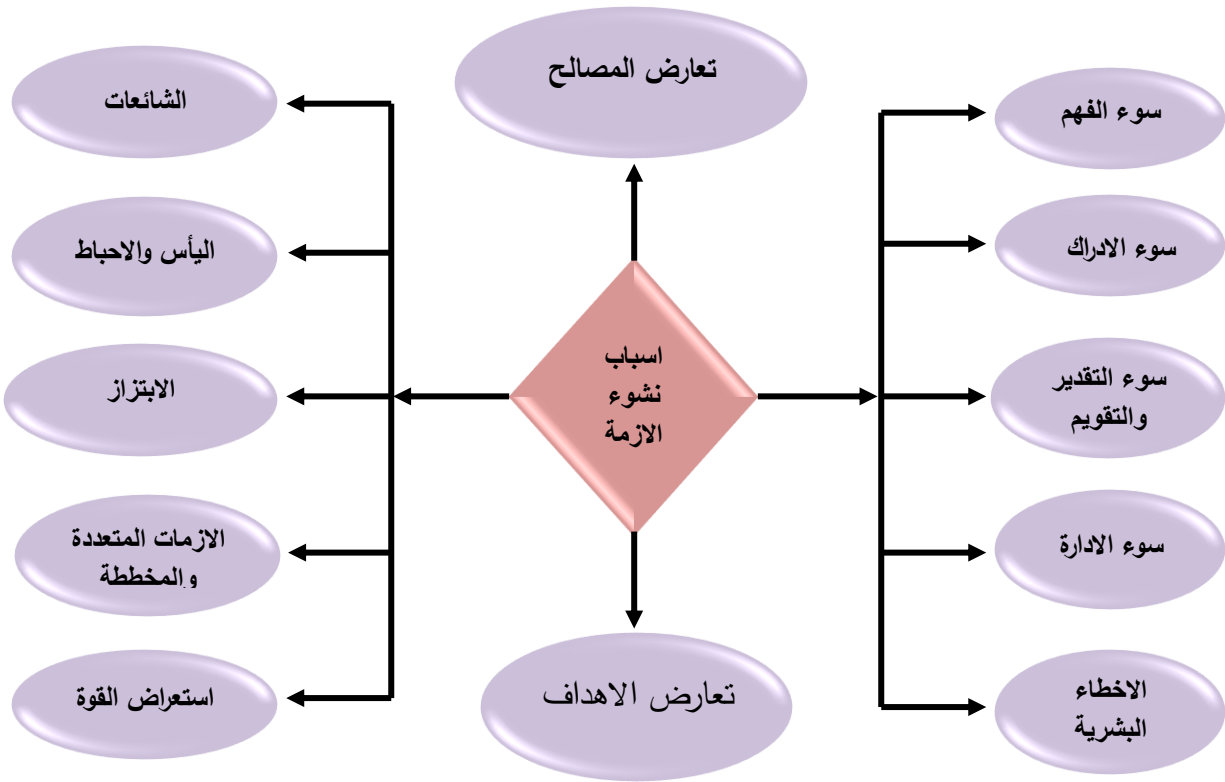 تعارض المصالح
سوء الفهم
سوء الادراك
سوء التقدير
والتقويم
سوء الادارة
الاخطاء
البشرية
اسباب
نشوء
الازمة
الشائعات
اليأس والاحباط
الابتزاز
الازمات المتعددة
والمخططة
استعراض القوة
تعارض الاهداف